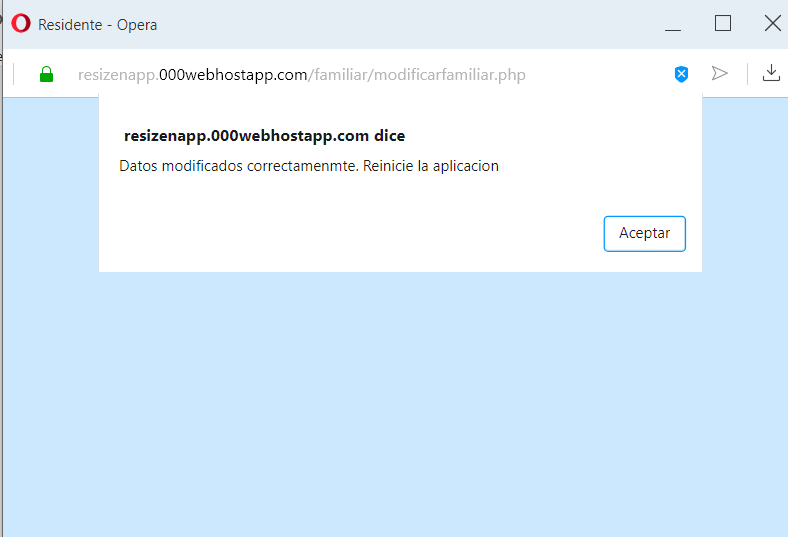 Residente - Opera
resizenapp.000webhostapp.com/familiar/modificarfamiliar.php
resizenapp.000webhostapp.com dice
Datos modificados correctamenmte. Reinicie la aplicacion
Aceptar